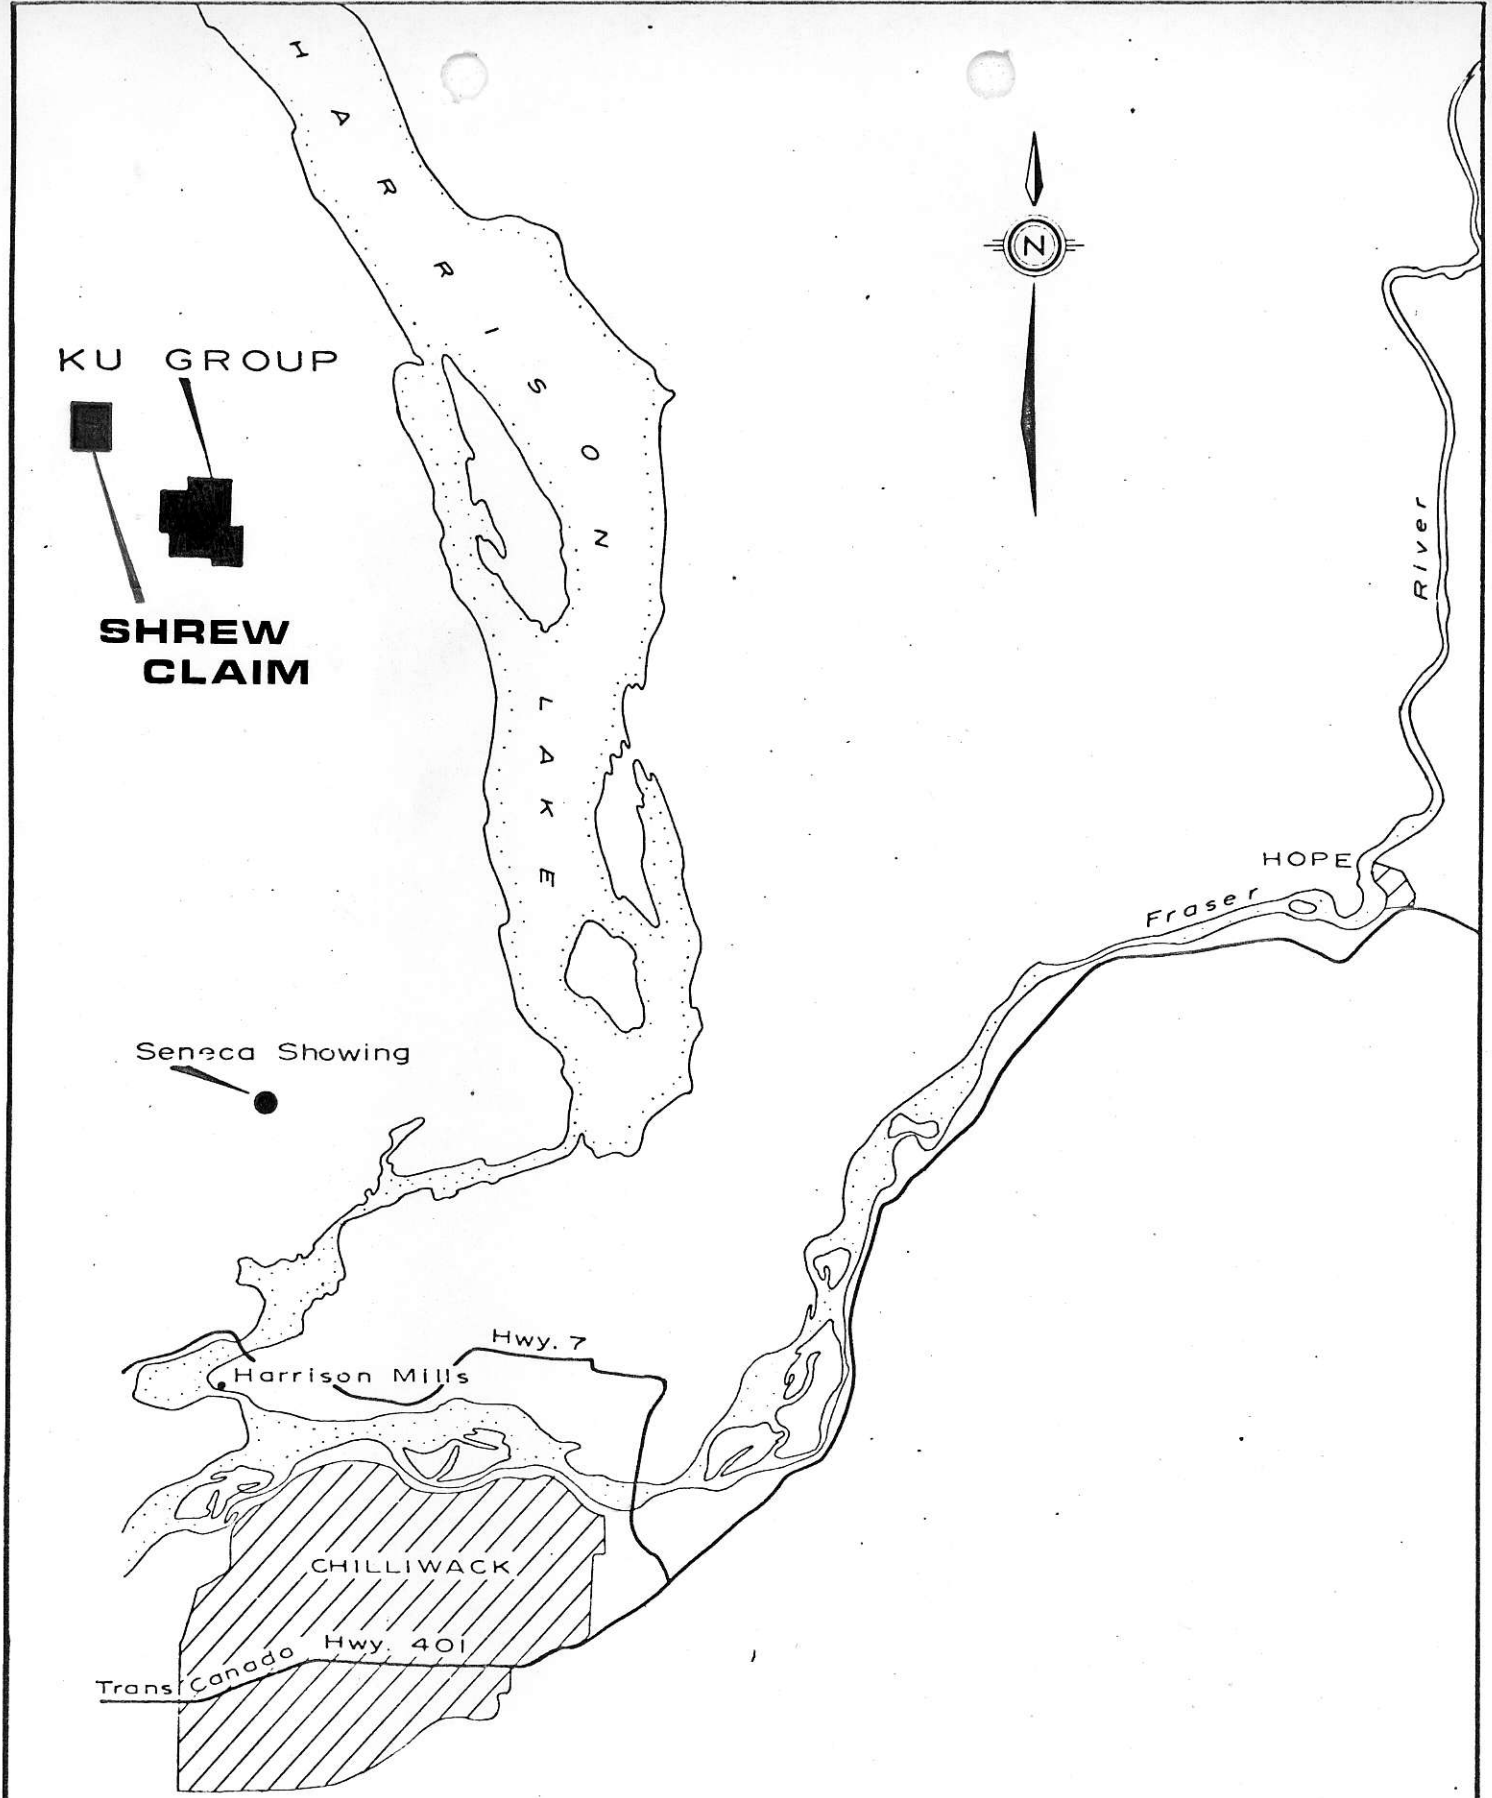 HARRISON
LAKE
N
KU GROUP
SHREW
CLAIM
River
HOPE
Fraser
Seneca Showing
Hwy. 7
Harrison Mills
CHILLIWACK
Trans Canada Hwy. 401